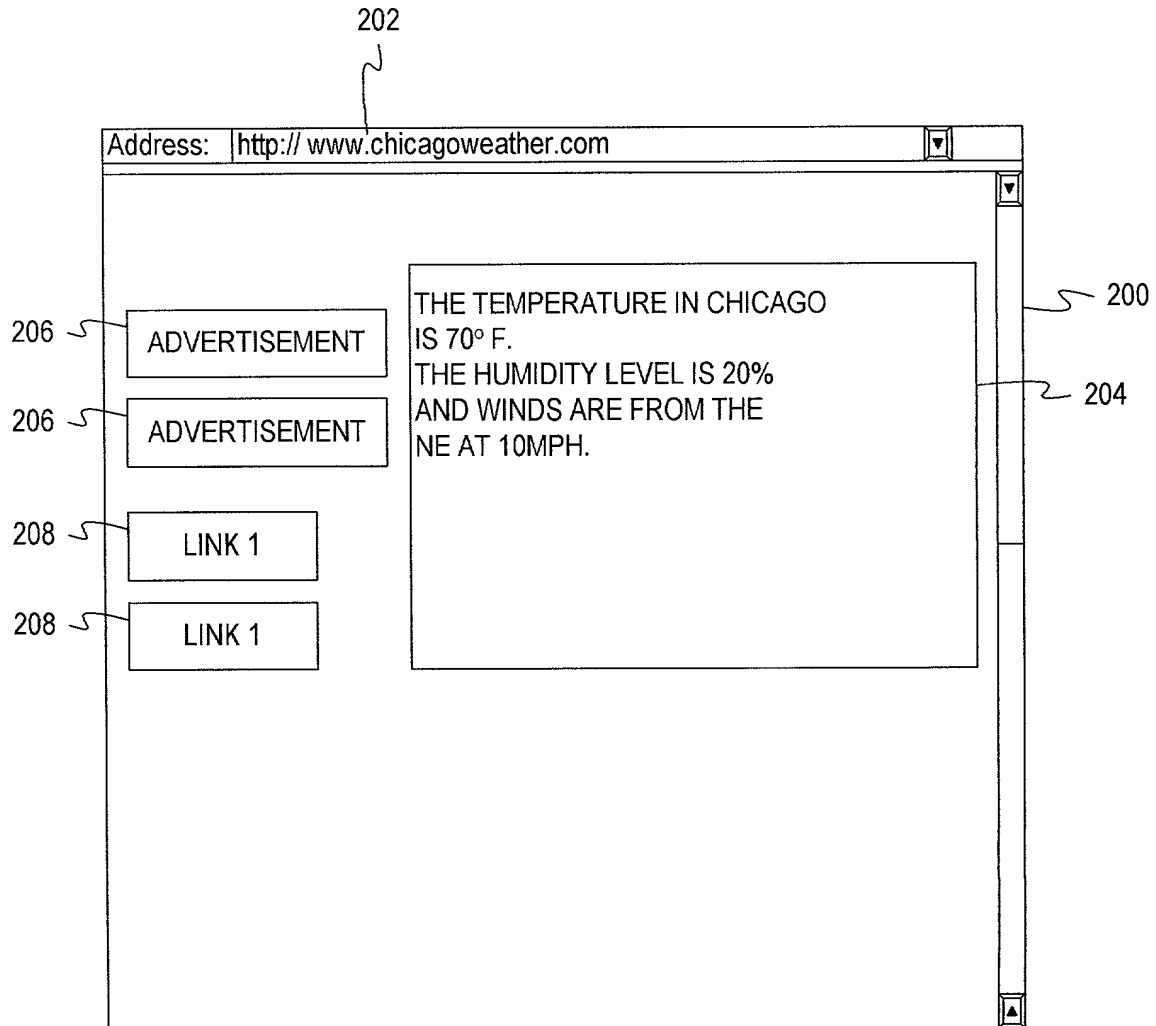 202
Address: http:// www.chicagoweather.com
200
THE TEMPERATURE IN CHICAGO
IS 70º F.
THE HUMIDITY LEVEL IS 20%
AND WINDS ARE FROM THE
NE AT 10MPH.
204
206
ADVERTISEMENT
206
ADVERTISEMENT
208
LINK 1
208
LINK 1